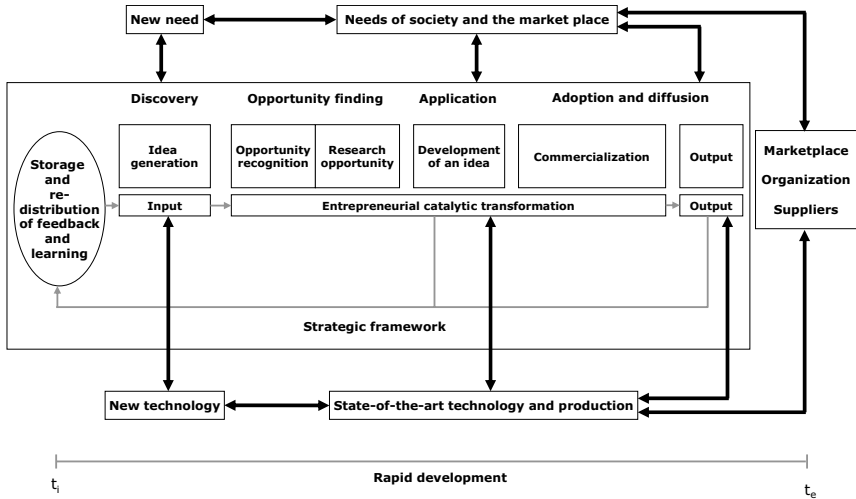 New need
Needs of society and the market place
Discovery
Opportunity finding
Application
Adoption and diffusion
Storage
and
re-
distribution
of feedback
and
learning
Idea
generation
Opportunity
recognition
Research
opportunity
Development
of an idea
Commercialization
Output
Marketplace
Organization
Suppliers
Input
Entrepreneurial catalytic transformation
Output
Strategic framework
New technology
State-of-the-art technology and production
Rapid development
ti
te